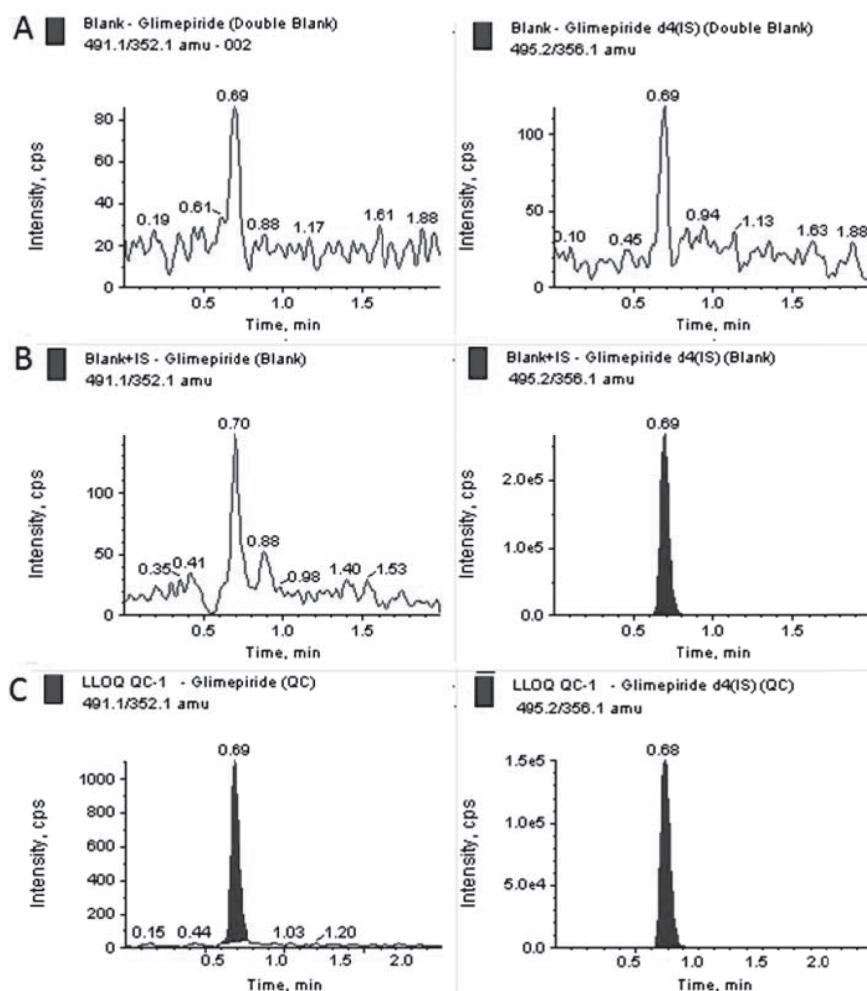 A
Blank - Glimepiride (Double Blank)
491.1/352.1 amu - 002
Intensity, cps
80
60
40
20
0
0.19
0.61
0.69
0.88
1.17
1.61
1.88
0.5
1.0
1.5
Time, min
Blank - Glimepiride d4(IS) (Double Blank)
495.2/356.1 amu
Intensity, cps
100
50
0
0.10
0.45
0.69
0.94
1.13
1.63
1.88
0.5
1.0
1.5
Time, min
B
Blank+IS - Glimepiride (Blank)
491.1/352.1 amu
Intensity, cps
100
50
0
0.35
0.41
0.70
0.88
0.98
1.40
1.53
0.5
1.0
1.5
Time, min
Blank+IS - Glimepiride d4(IS) (Blank)
495.2/356.1 amu
Intensity, cps
2.0e5
1.0e5
0.0
0.69
0.5
1.0
1.5
Time, min
C
LLOQ QC-1 - Glimepiride (QC)
491.1/352.1 amu
Intensity, cps
1000
800
600
400
200
0
0.15
0.44
0.69
1.03
1.20
0.5
1.0
1.5
2.0
Time, min
LLOQ QC-1 - Glimepiride d4(IS) (QC)
495.2/356.1 amu
Intensity, cps
1.5e5
1.0e5
5.0e4
0.0
0.68
0.5
1.0
1.5
2.0
Time, min